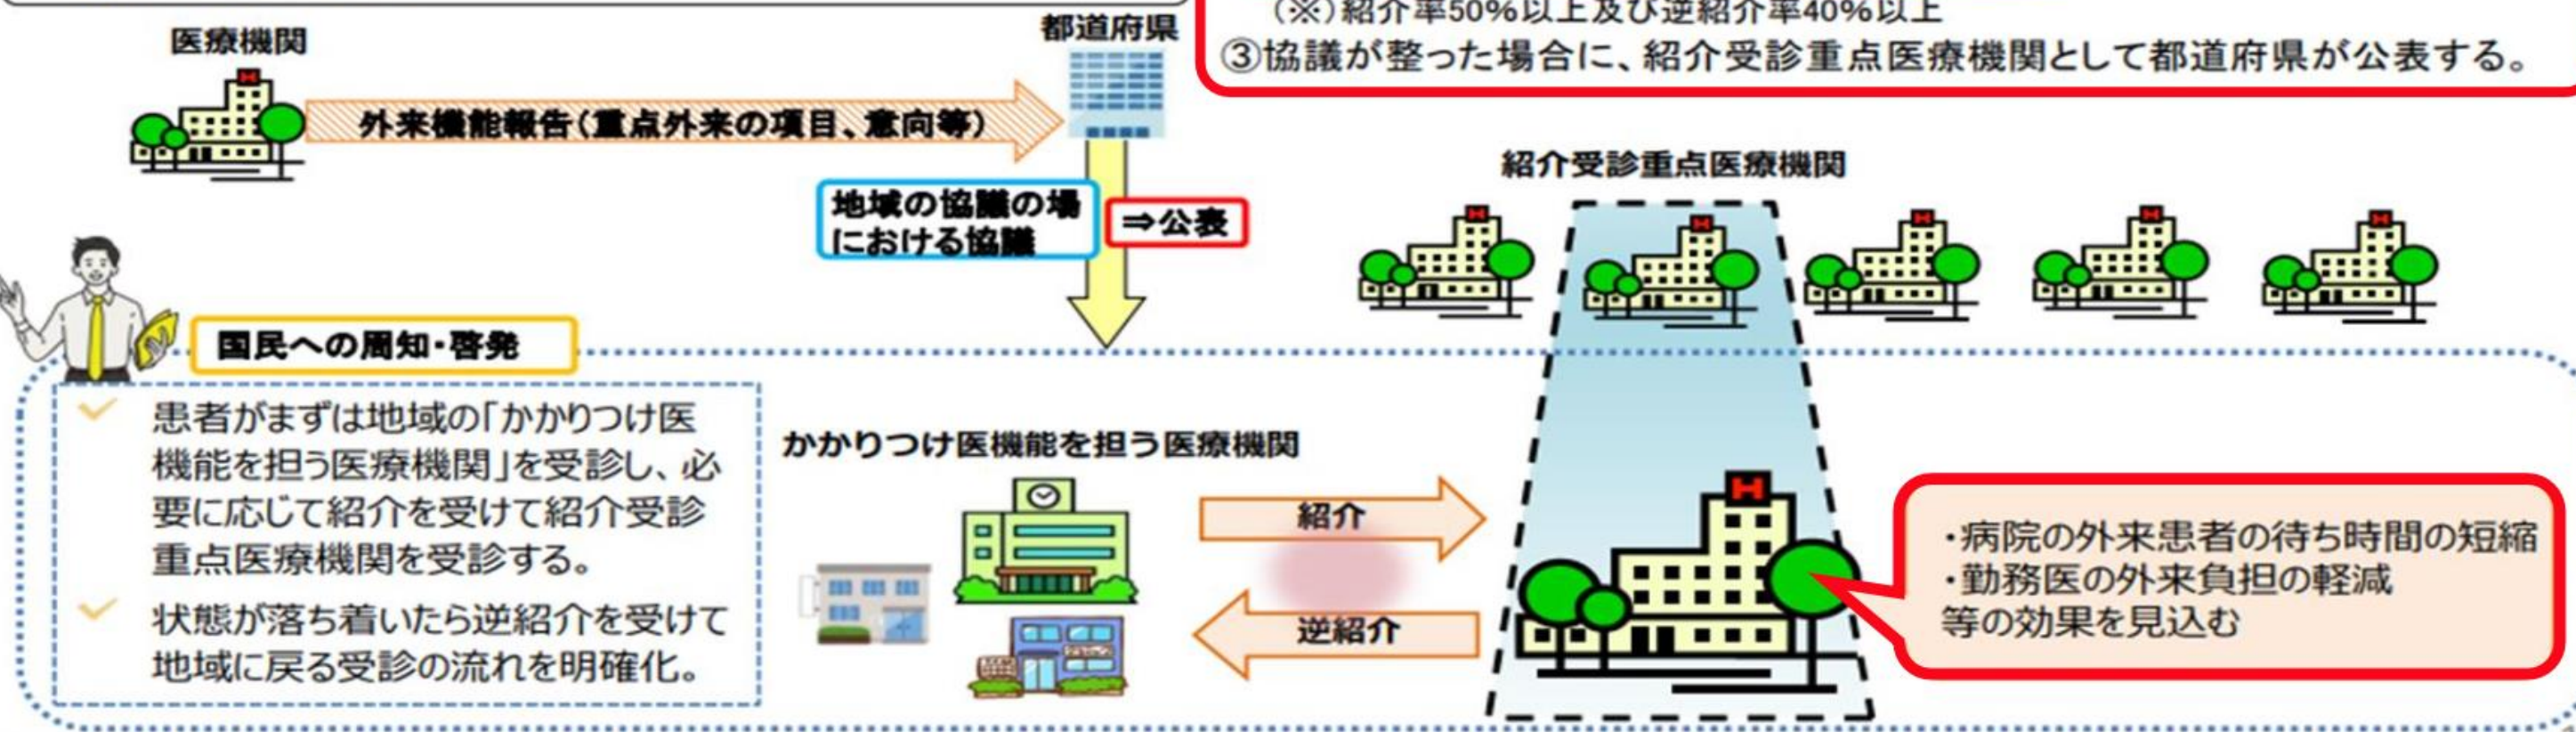 (※)紹介率50%以上及び逆紹介率40%以上
③協議が整った場合に、紹介受診重点医療機関として都道府県が公表する。
医療機関
都道府県
外来機能報告(重点外来の項目、意向等)
地域の協議の場
における協議
⇒公表
紹介受診重点医療機関
H
H
H
H
H
H
国民への周知・啓発
患者がまずは地域の「かかりつけ医
機能を担う医療機関」を受診し、必
要に応じて紹介を受けて紹介受診
重点医療機関を受診する。
状態が落ち着いたら逆紹介を受けて
地域に戻る受診の流れを明確化。
かかりつけ医機能を担う医療機関
紹介
逆紹介
H
・病院の外来患者の待ち時間の短縮
・勤務医の外来負担の軽減
等の効果を見込む